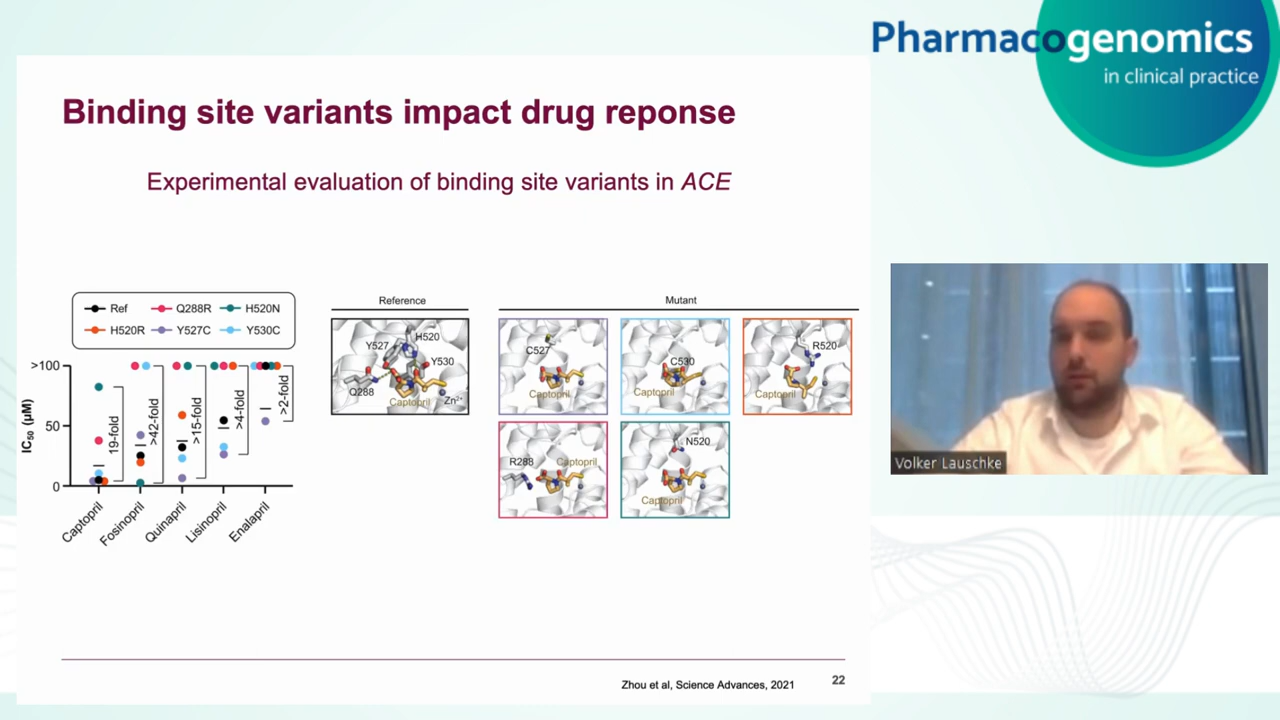 Pharmacogenomics
in clinical practice
Binding site variants impact drug reponse
Experimental evaluation of binding site variants in ACE
Ref Q288R H520N
H520R Y527C Y530C
>100
50
0
IC50 (µM)
19-fold
>42-fold
>15-fold
>4-fold
>2-fold
Captopril
Fosinopril
Quinapril
Lisinopril
Enalapril
Reference
H520
Y527
Y530
Q288
Captopril
Zn2+
Mutant
C527
Captopril
C530
Captopril
R520
Captopril
R288
Captopril
N520
Captopril
Volker Lauschke
Zhou et al, Science Advances, 2021
22